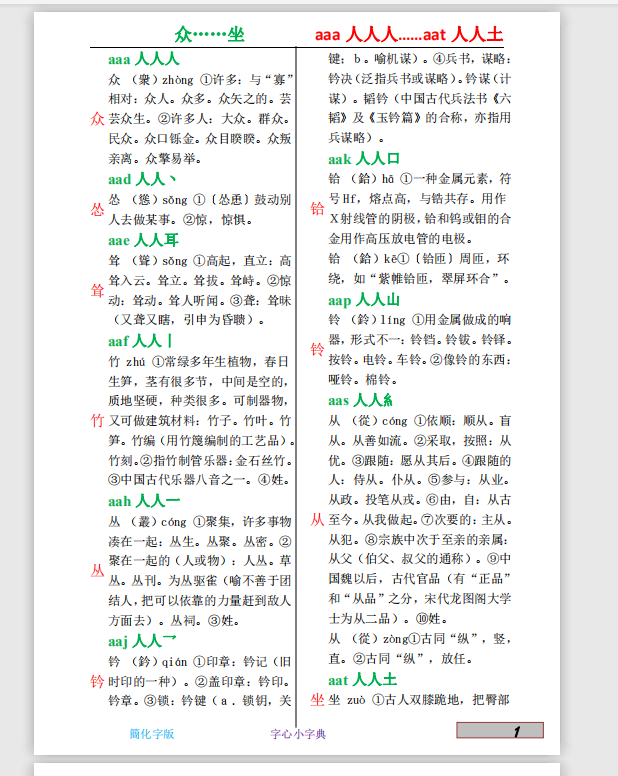 众……坐
aaa 人人人……aat 人人土
aaa 人人人
众 （衆）zhòng ①许多：与“寡”
相对：众人。众多。众矢之的。芸
众 芸众生。②许多人：大众。群众。
民众。众口铄金。众目睽睽。众叛
亲离。众擎易举。
aad 人人丶
怂 （慫）sǒng ①〔怂恿〕鼓动别
怂 人去做某事。②惊，惊惧。
aae 人人耳
耸 （聳）sǒng ①高起，直立：高
耸 耸入云。耸立。耸拔。耸峙。②惊
动：耸动。耸人听闻。③聋：耸昧
（又聋又瞎，引申为昏聩）。
aaf 人人丨
竹 zhú ①常绿多年生植物，春日
生笋，茎有很多节，中间是空的，
质地坚硬，种类很多。可制器物，
竹 又可做建筑材料：竹子。竹叶。竹
笋。竹编（用竹篾编制的工艺品）。
竹刻。②指竹制管乐器：金石丝竹。
③中国古代乐器八音之一。④姓。
aah 人人一
丛 （叢）cóng ①聚集，许多事物
凑在一起：丛生。丛聚。丛密。②
丛 聚在一起的（人或物）：人丛。草
丛。丛刊。为丛驱雀（喻不善于团
结人，把可以依靠的力量赶到敌人
方面去）。丛祠。③姓。
aaj 人人乛
钤 （鈐）qián ①印章：钤记（旧
钤 时印的一种）。②盖印章：钤印。
钤章。③锁：钤键（a．锁钥，关
键；b。喻机谋）。④兵书，谋略：
钤决（泛指兵书或谋略）。钤谋（计
谋）。韬钤（中国古代兵法书《六
韬》及《玉钤篇》的合称，亦指用
兵谋略）。
aak 人人口
铪 （鉿）hā ①一种金属元素，符
铪 号 Hf，熔点高，与锆共存。用作
X 射线管的阴极，铪和钨或钼的合
金用作高压放电管的电极。
铪 （鉿）kē①〔铪匝〕周匝，环
绕，如“紫帷铪匝，翠屏环合”。
aap 人人山
铃 （鈴）líng ①用金属做成的响
铃 器，形式不一：铃铛。铃钹。铃铎。
按铃。电铃。车铃。②像铃的东西：
哑铃。棉铃。
aas 人人糹
从 （從）cóng ①依顺：顺从。盲
从。从善如流。②采取，按照：从
优。③跟随：愿从其后。④跟随的
人：侍从。仆从。⑤参与：从业。
从政。投笔从戎。⑥由，自：从古
从 至今。从我做起。⑦次要的：主从。
从犯。⑧宗族中次于至亲的亲属：
从父（伯父、叔父的通称）。⑨中
国魏以后，古代官品（有“正品”
和“从品”之分，宋代龙图阁大学
士为从二品）。⑩姓。
从 （從）zòng①古同“纵”，竖，
直。②古同“纵”，放任。
aat 人人土
坐 坐 zuò ①古人双膝跪地，把臀部
簡化字版
字心小字典
1